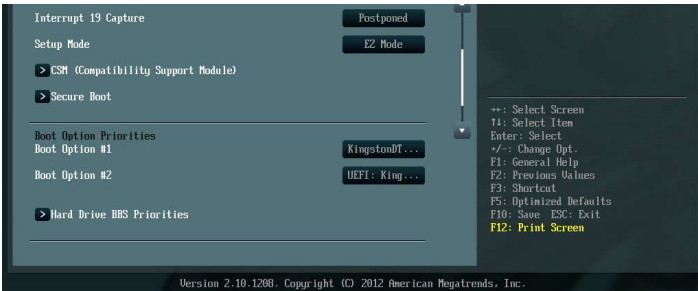 Interrupt 19 Capture Postponed
Setup Mode EZ Mode
> CSM (Compatibility Support Module)
> Secure Boot
Boot Option Priorities
Boot Option #1 KingstonDT...
Boot Option #2 UEFI: King...
> Hard Drive BBS Priorities
→←: Select Screen
↑↓: Select Item
Enter: Select
+/-: Change Opt.
F1: General Help
F2: Previous Values
F3: Shortcut
F5: Optimized Defaults
F10: Save ESC: Exit
F12: Print Screen
Version 2.10.1208. Copyright (C) 2012 American Megatrends, Inc.